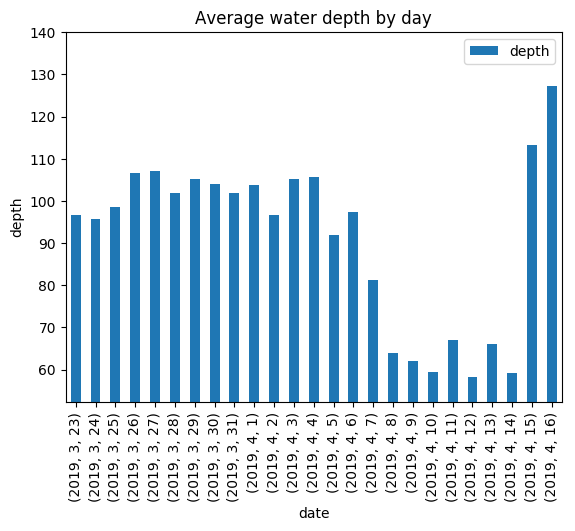 Average water depth by day
depth
140
130
120
110
100
90
80
70
60
depth
(2019, 3, 23)
(2019, 3, 24)
(2019, 3, 25)
(2019, 3, 26)
(2019, 3, 27)
(2019, 3, 28)
(2019, 3, 29)
(2019, 3, 30)
(2019, 3, 31)
(2019, 4, 1)
(2019, 4, 2)
(2019, 4, 3)
(2019, 4, 4)
(2019, 4, 5)
(2019, 4, 6)
(2019, 4, 7)
(2019, 4, 8)
(2019, 4, 9)
(2019, 4, 10)
(2019, 4, 11)
(2019, 4, 12)
(2019, 4, 13)
(2019, 4, 14)
(2019, 4, 15)
(2019, 4, 16)
date